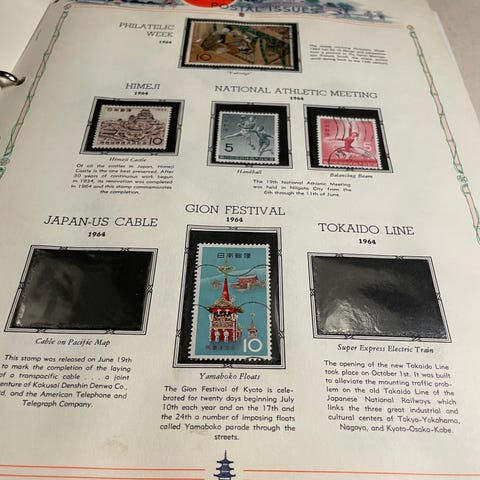 POSTAL ISSUES
PHILATELIC
WEEK
1964
10
HIMEJI
1964
10
Himeji Castle
Of all the castles in Japan, Himeji
Castle is the one best preserved. After
30 years of continuous work begun
in 1934, its renovation was completed
in 1964 and this stamp commemorates
the completion.
NATIONAL ATHLETIC MEETING
1964
5
Handball
5
Balancing Beam
The 19th National Athletic Meeting
was held in Niigata City from the
6th through the 11th of June.
JAPAN-US CABLE
1964
Cable on Pacific Map
This stamp was released on June 19th
to mark the completion of the laying
of a transpacific cable . . . a joint
enture of Kokusai Denshin Denwa Co.
d. and the American Telephone and
Telegraph Company.
GION FESTIVAL
1964
日本郵便
祇園まつり
10
Yamaboko Floats
The Gion Festival of Kyoto is cele-
brated for twenty days beginning July
10th each year and on the 17th and
the 24th a number of imposing floats
called Yamaboko parade through the
streets.
TOKAIDO LINE
1964
Super Express Electric Train
The opening of the new Tokaido Line
took place on October 1st. It was built
to alleviate the mounting traffic prob-
lem on the old Tokaido Line of the
Japanese National Railways which
links the three great industrial and
cultural centers of Tokyo-Yokohama,
Nagoya, and Kyoto-Osaka-Kobe.